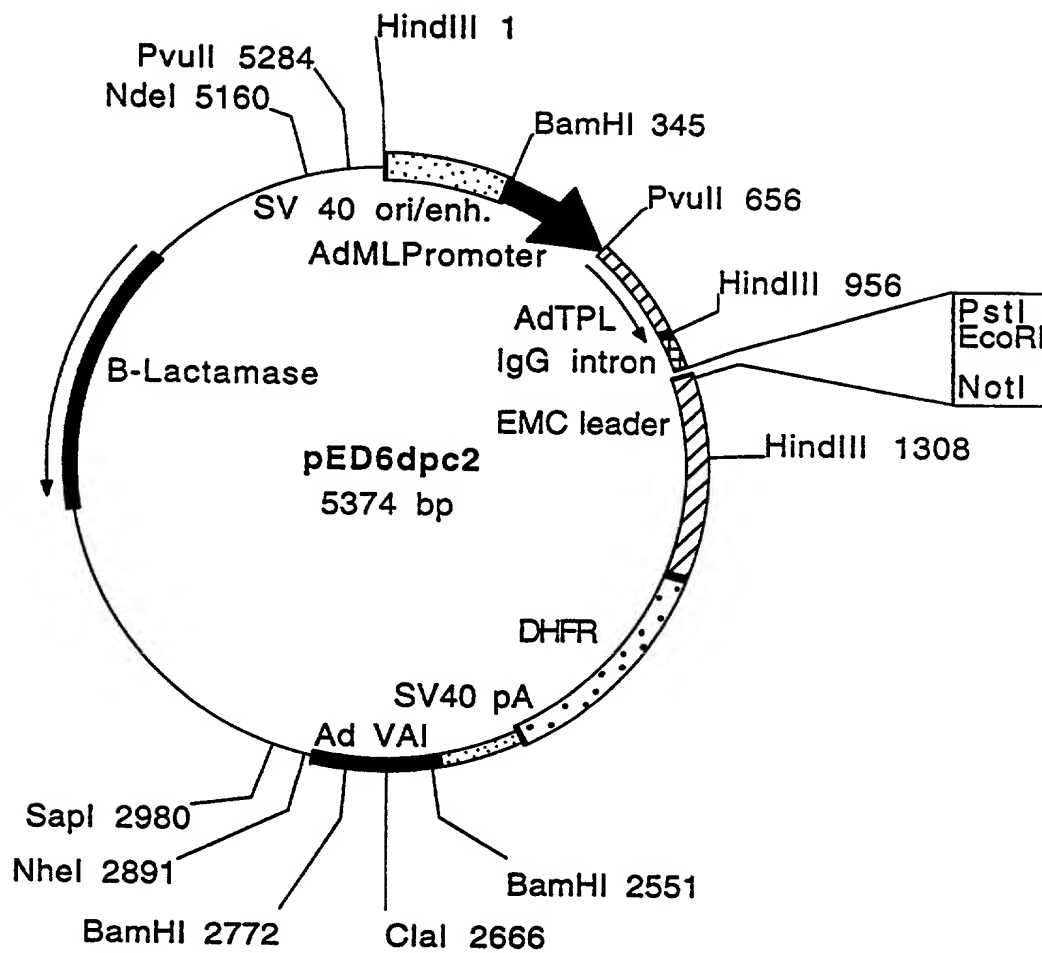 HindIII 1
PvuII 5284
NdeI 5160
BamHI 345
SV 40 ori/enh.
PvuII 656
AdMLPromoter
HindIII 956
AdTPL
PstI
EcoRI
IgG intron
B-Lactamase
NotI
EMC leader
HindIII 1308
pED6dpc2
5374 bp
DHFR
SV40 pA
Ad VAI
SapI 2980
NheI 2891
BamHI 2551
BamHI 2772
ClaI 2666